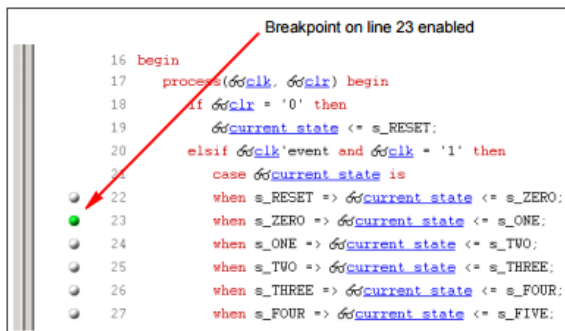 Breakpoint on line 23 enabled
16 begin
17 process(clk, clr) begin
18 if clr = '0' then
19 current_state <= s_RESET;
20 elsif clk'event and clk = '1' then
21 case current_state is
22 when s_RESET => current_state <= s_ZERO;
23 when s_ZERO => current_state <= s_ONE;
24 when s_ONE => current_state <= s_TWO;
25 when s_TWO => current_state <= s_THREE;
26 when s_THREE => current_state <= s_FOUR;
27 when s_FOUR => current_state <= s_FIVE;